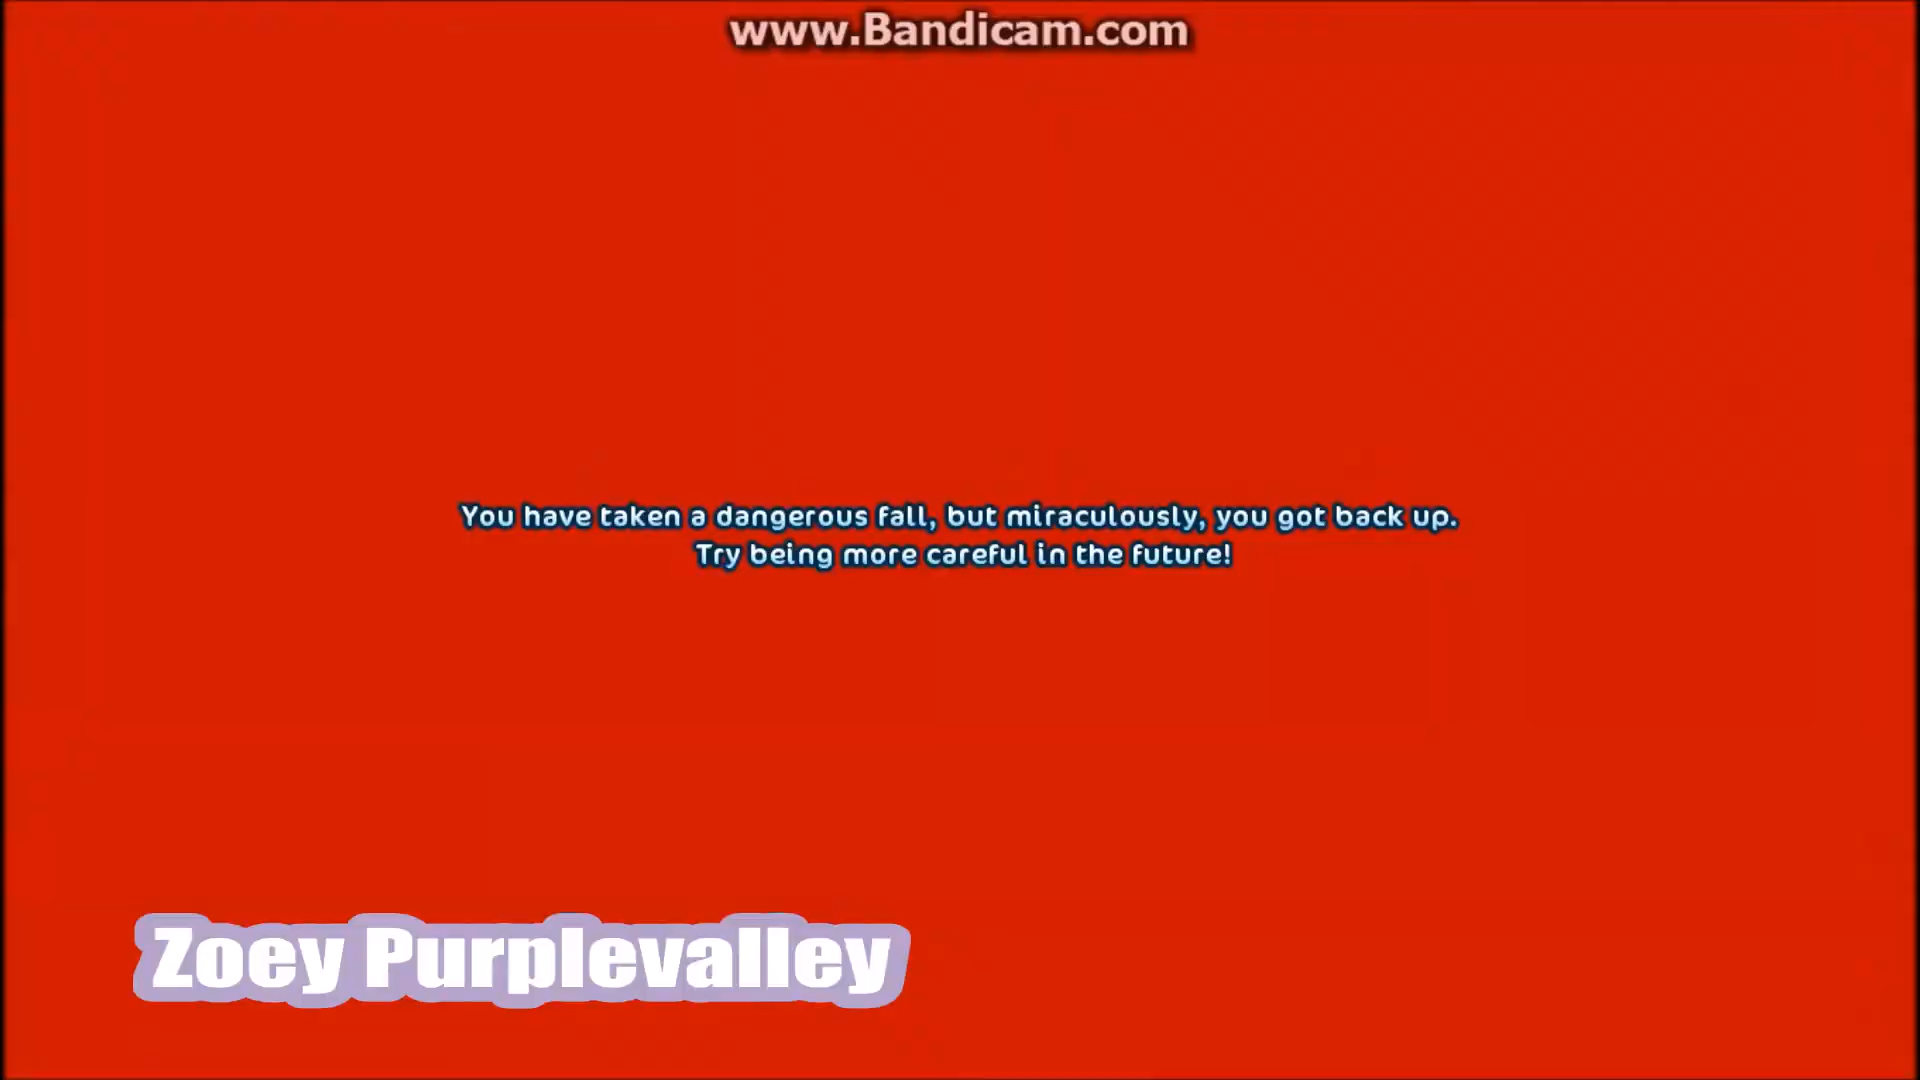 www.Bandicam.com
You have taken a dangerous fall, but miraculously, you got back up.
Try being more careful in the future!
Zoey Purplevalley